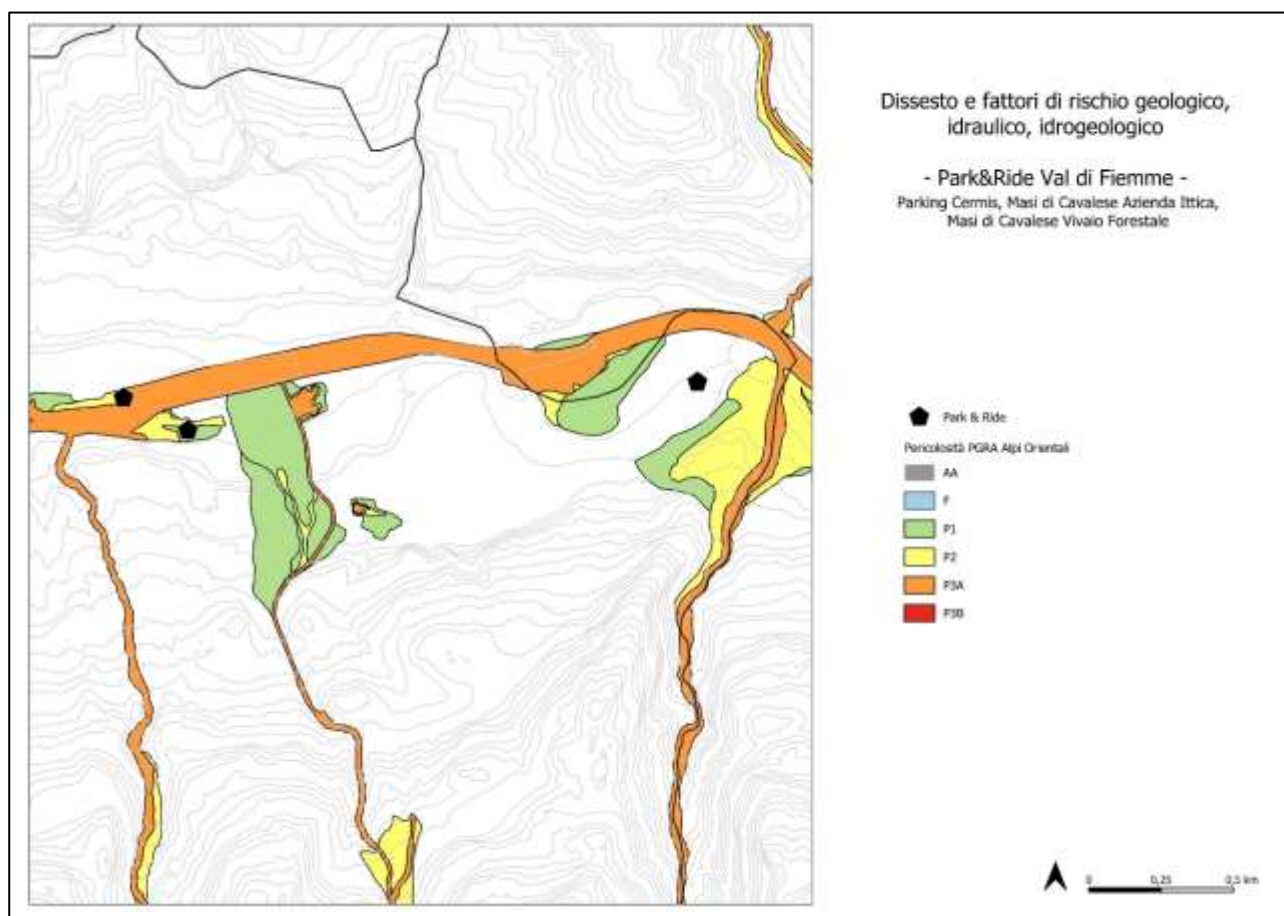 Dissesto e fattori di rischio geologico,
idraulico, idrogeologico
- Park&Ride Val di Fiemme -
Parking Cermis, Masi di Cavalese Azienda Ittica,
Masi di Cavalese Vivaio Forestale
Park & Ride
Pericolosità PGRA Alpi Orientali
AA
F
P1
P2
P3A
P3B
0 0,25 0,5 km